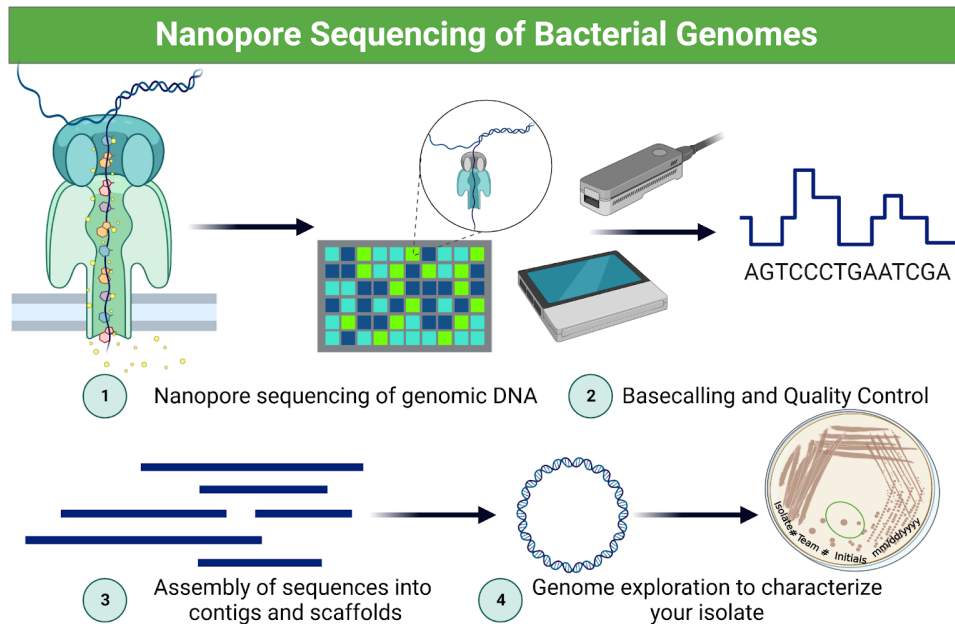 Nanopore Sequencing of Bacterial Genomes
AGTCCCTGAATCGA
1 Nanopore sequencing of genomic DNA
2 Basecalling and Quality Control
Isolate# Team # Initials mm/dd/yyyy
3 Assembly of sequences into
contigs and scaffolds
4 Genome exploration to characterize
your isolate